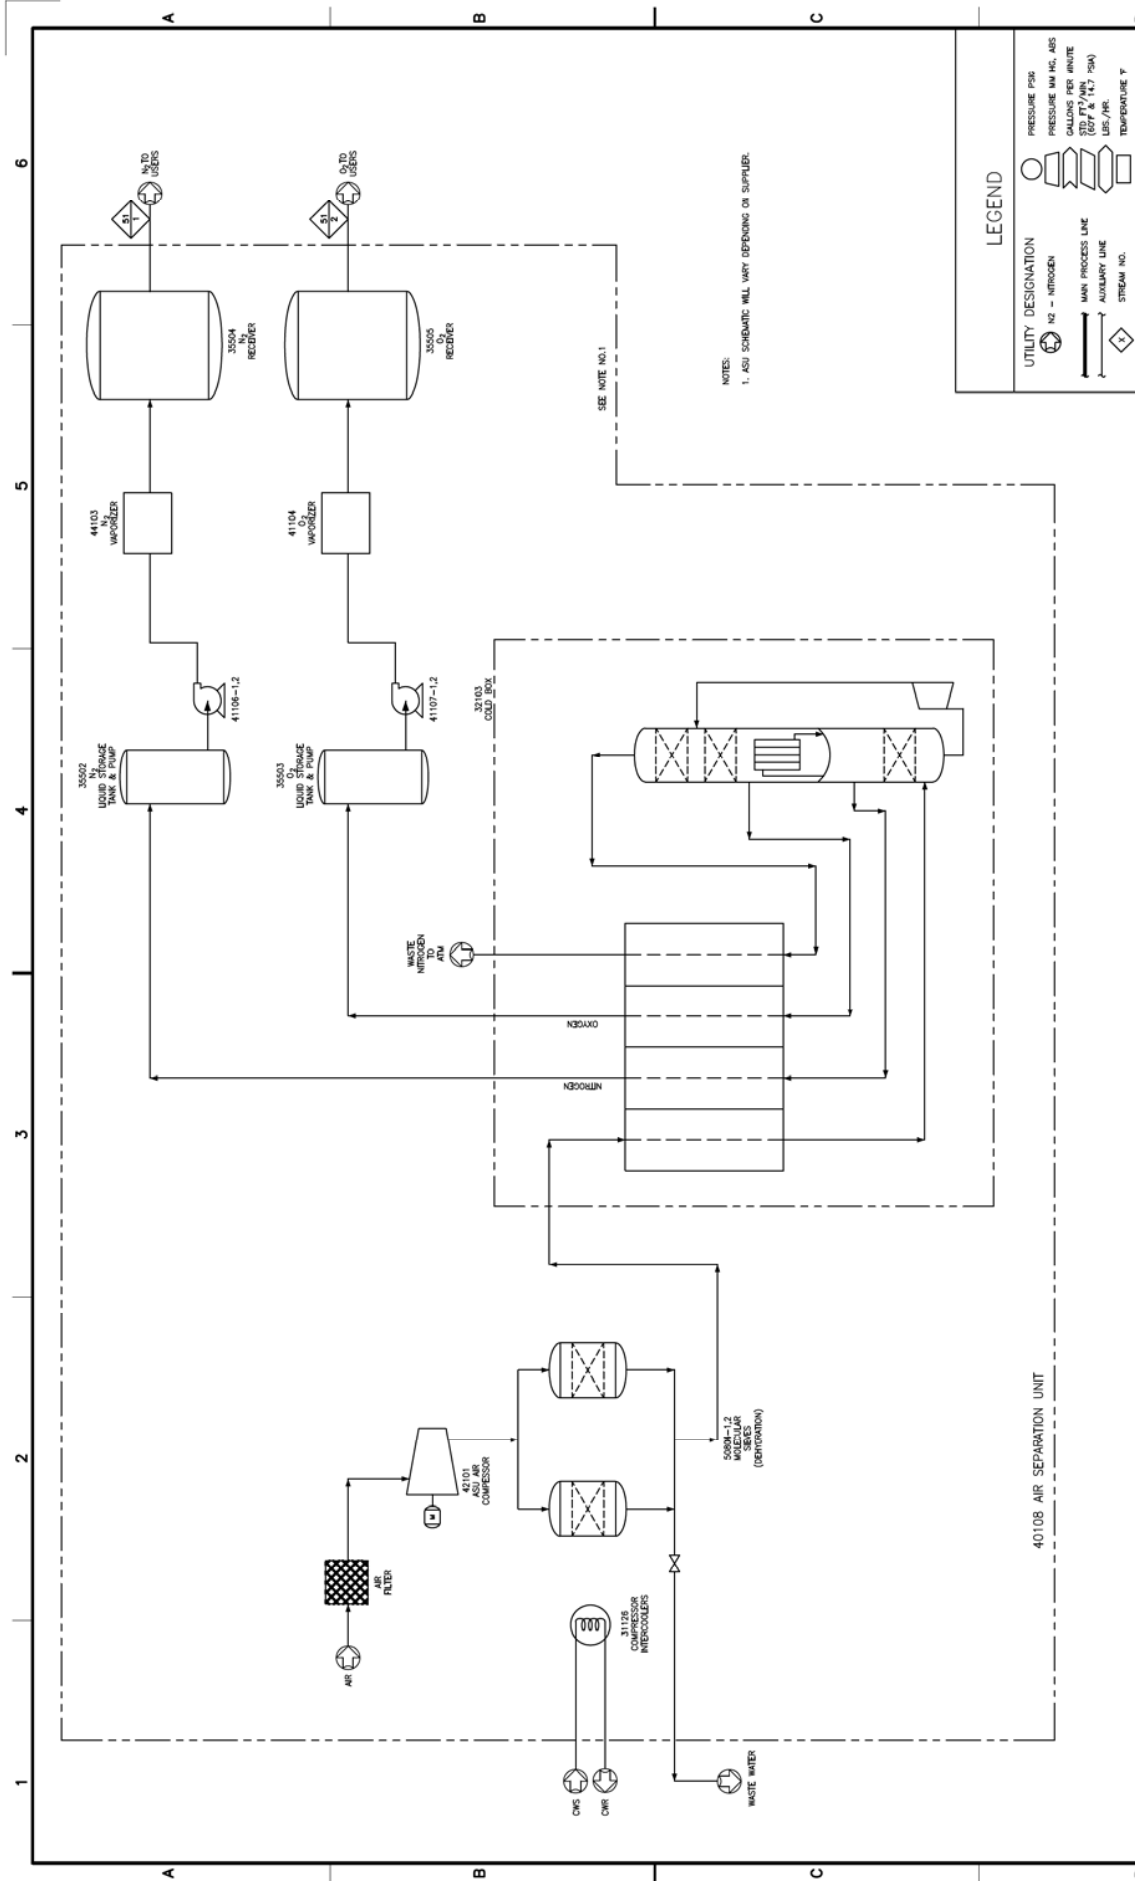 A
B
C
6
5
4
3
2
1
A
B
C
N2 TO
USERS
51
1
O2 TO
USERS
51
2
35504
N2
RECEIVER
35505
O2
RECEIVER
44103
N2
VAPORIZER
41104
O2
VAPORIZER
41106-1,2
41107-1,2
35502
N2
LIQUID STORAGE
TANK & PUMP
35503
O2
LIQUID STORAGE
TANK & PUMP
SEE NOTE NO.1
32103
COLD BOX
WASTE
NITROGEN
TO
ATM
OXYGEN
NITROGEN
AIR
AIR
FILTER
M
42101
ASU AIR
COMPESSOR
50804-1,2
MOLECULAR
SIEVES
(DEHYDRATION)
31126
COMPRESSOR
INTERCOOLERS
CWS
CWR
WASTE WATER
40108 AIR SEPARATION UNIT
NOTES:
1. ASU SCHEMATIC WILL VARY DEPENDING ON SUPPLIER.
LEGEND
UTILITY DESIGNATION
N2 - NITROGEN
MAIN PROCESS LINE
AUXILIARY LINE
X
STREAM NO.
PRESSURE PSIG
PRESSURE MM HG, ABS
GALLONS PER MINUTE
STD FT³/MIN
(60°F & 14.7 PSIA)
LBS./HR.
TEMPERATURE °F